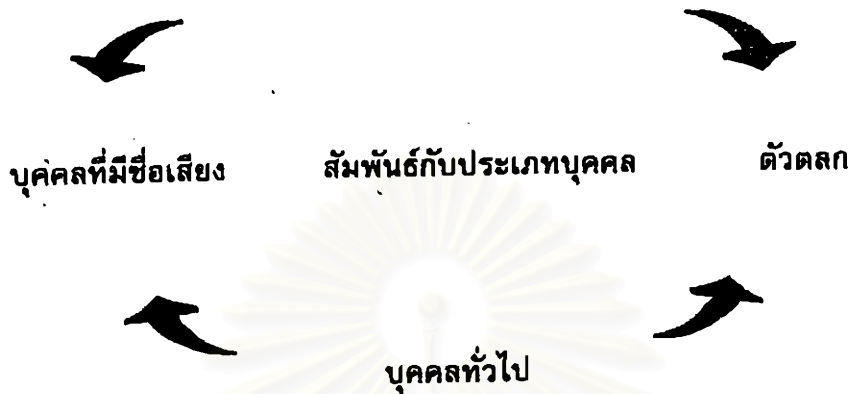 บุคคลที่มีชื่อเสียง สัมพันธ์กับประเภทบุคคล ตัวตลก
บุคคลทั่วไป